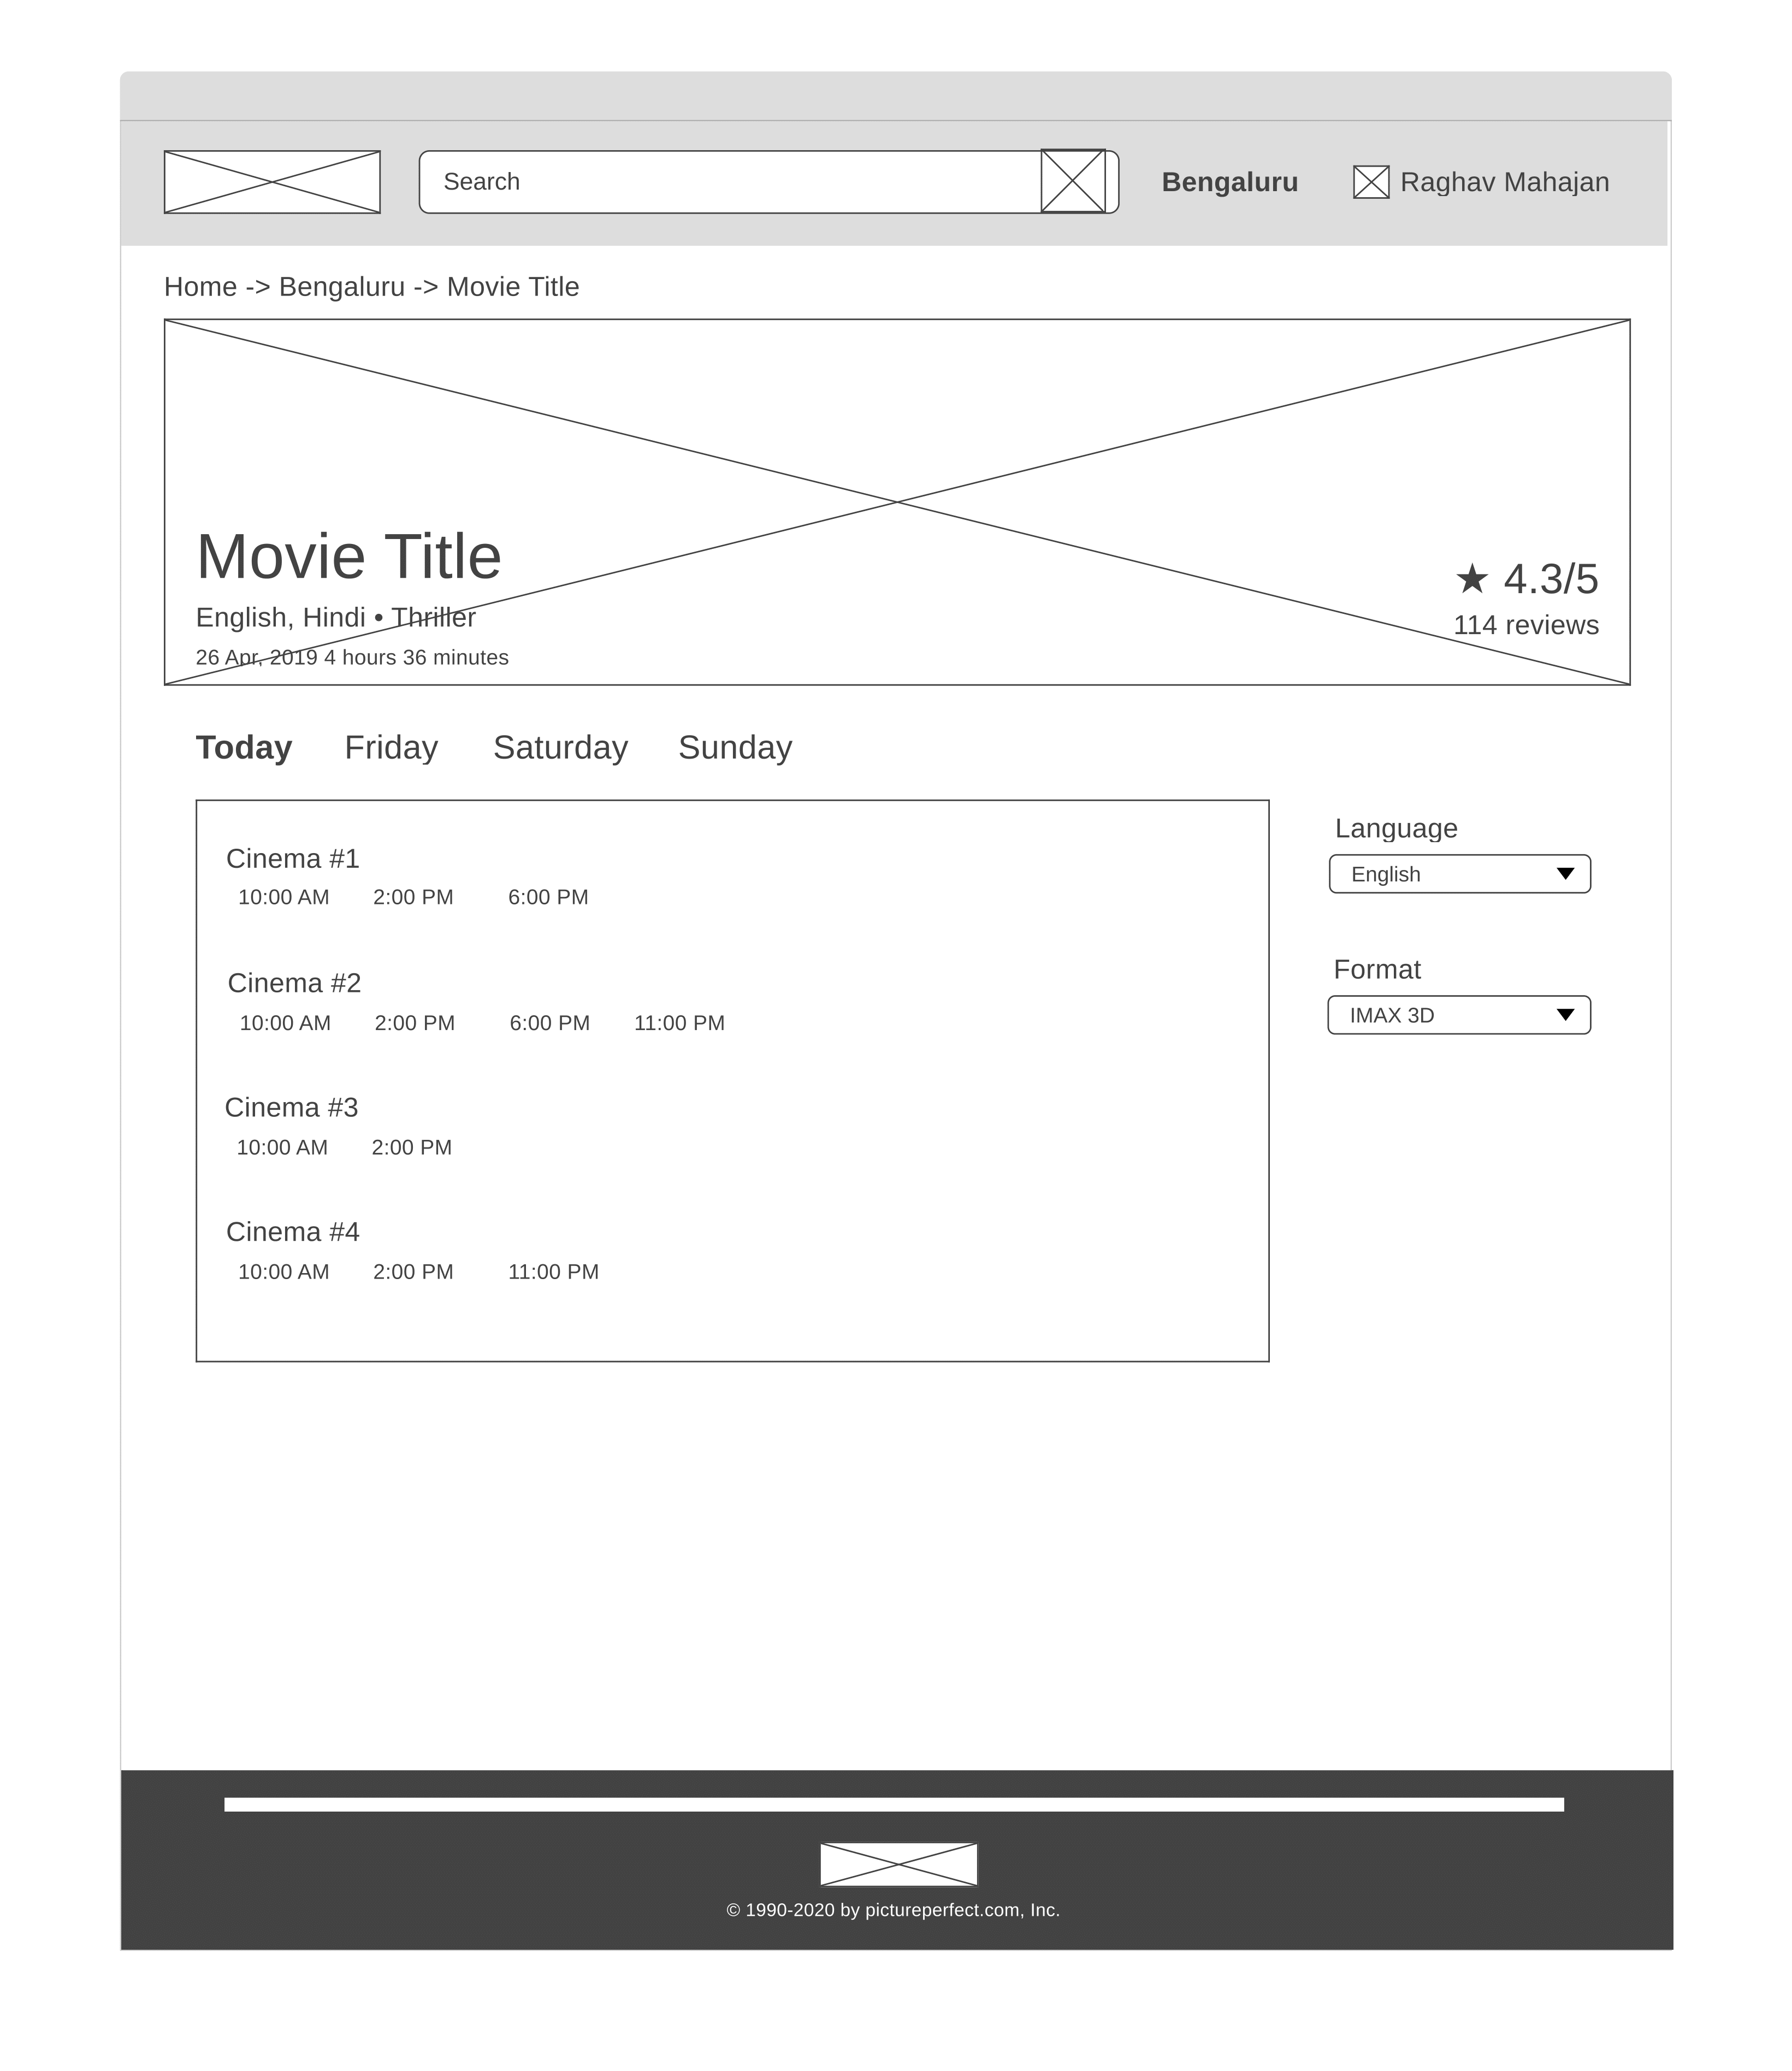 Search
Bengaluru
Raghav Mahajan
Home -> Bengaluru -> Movie Title
Movie Title
English, Hindi • Thriller
26 Apr, 2019 4 hours 36 minutes
★ 4.3/5
114 reviews
Today Friday Saturday Sunday
Cinema #1
10:00 AM 2:00 PM 6:00 PM
Cinema #2
10:00 AM 2:00 PM 6:00 PM 11:00 PM
Cinema #3
10:00 AM 2:00 PM
Cinema #4
10:00 AM 2:00 PM 11:00 PM
Language
English
Format
IMAX 3D
© 1990-2020 by pictureperfect.com, Inc.